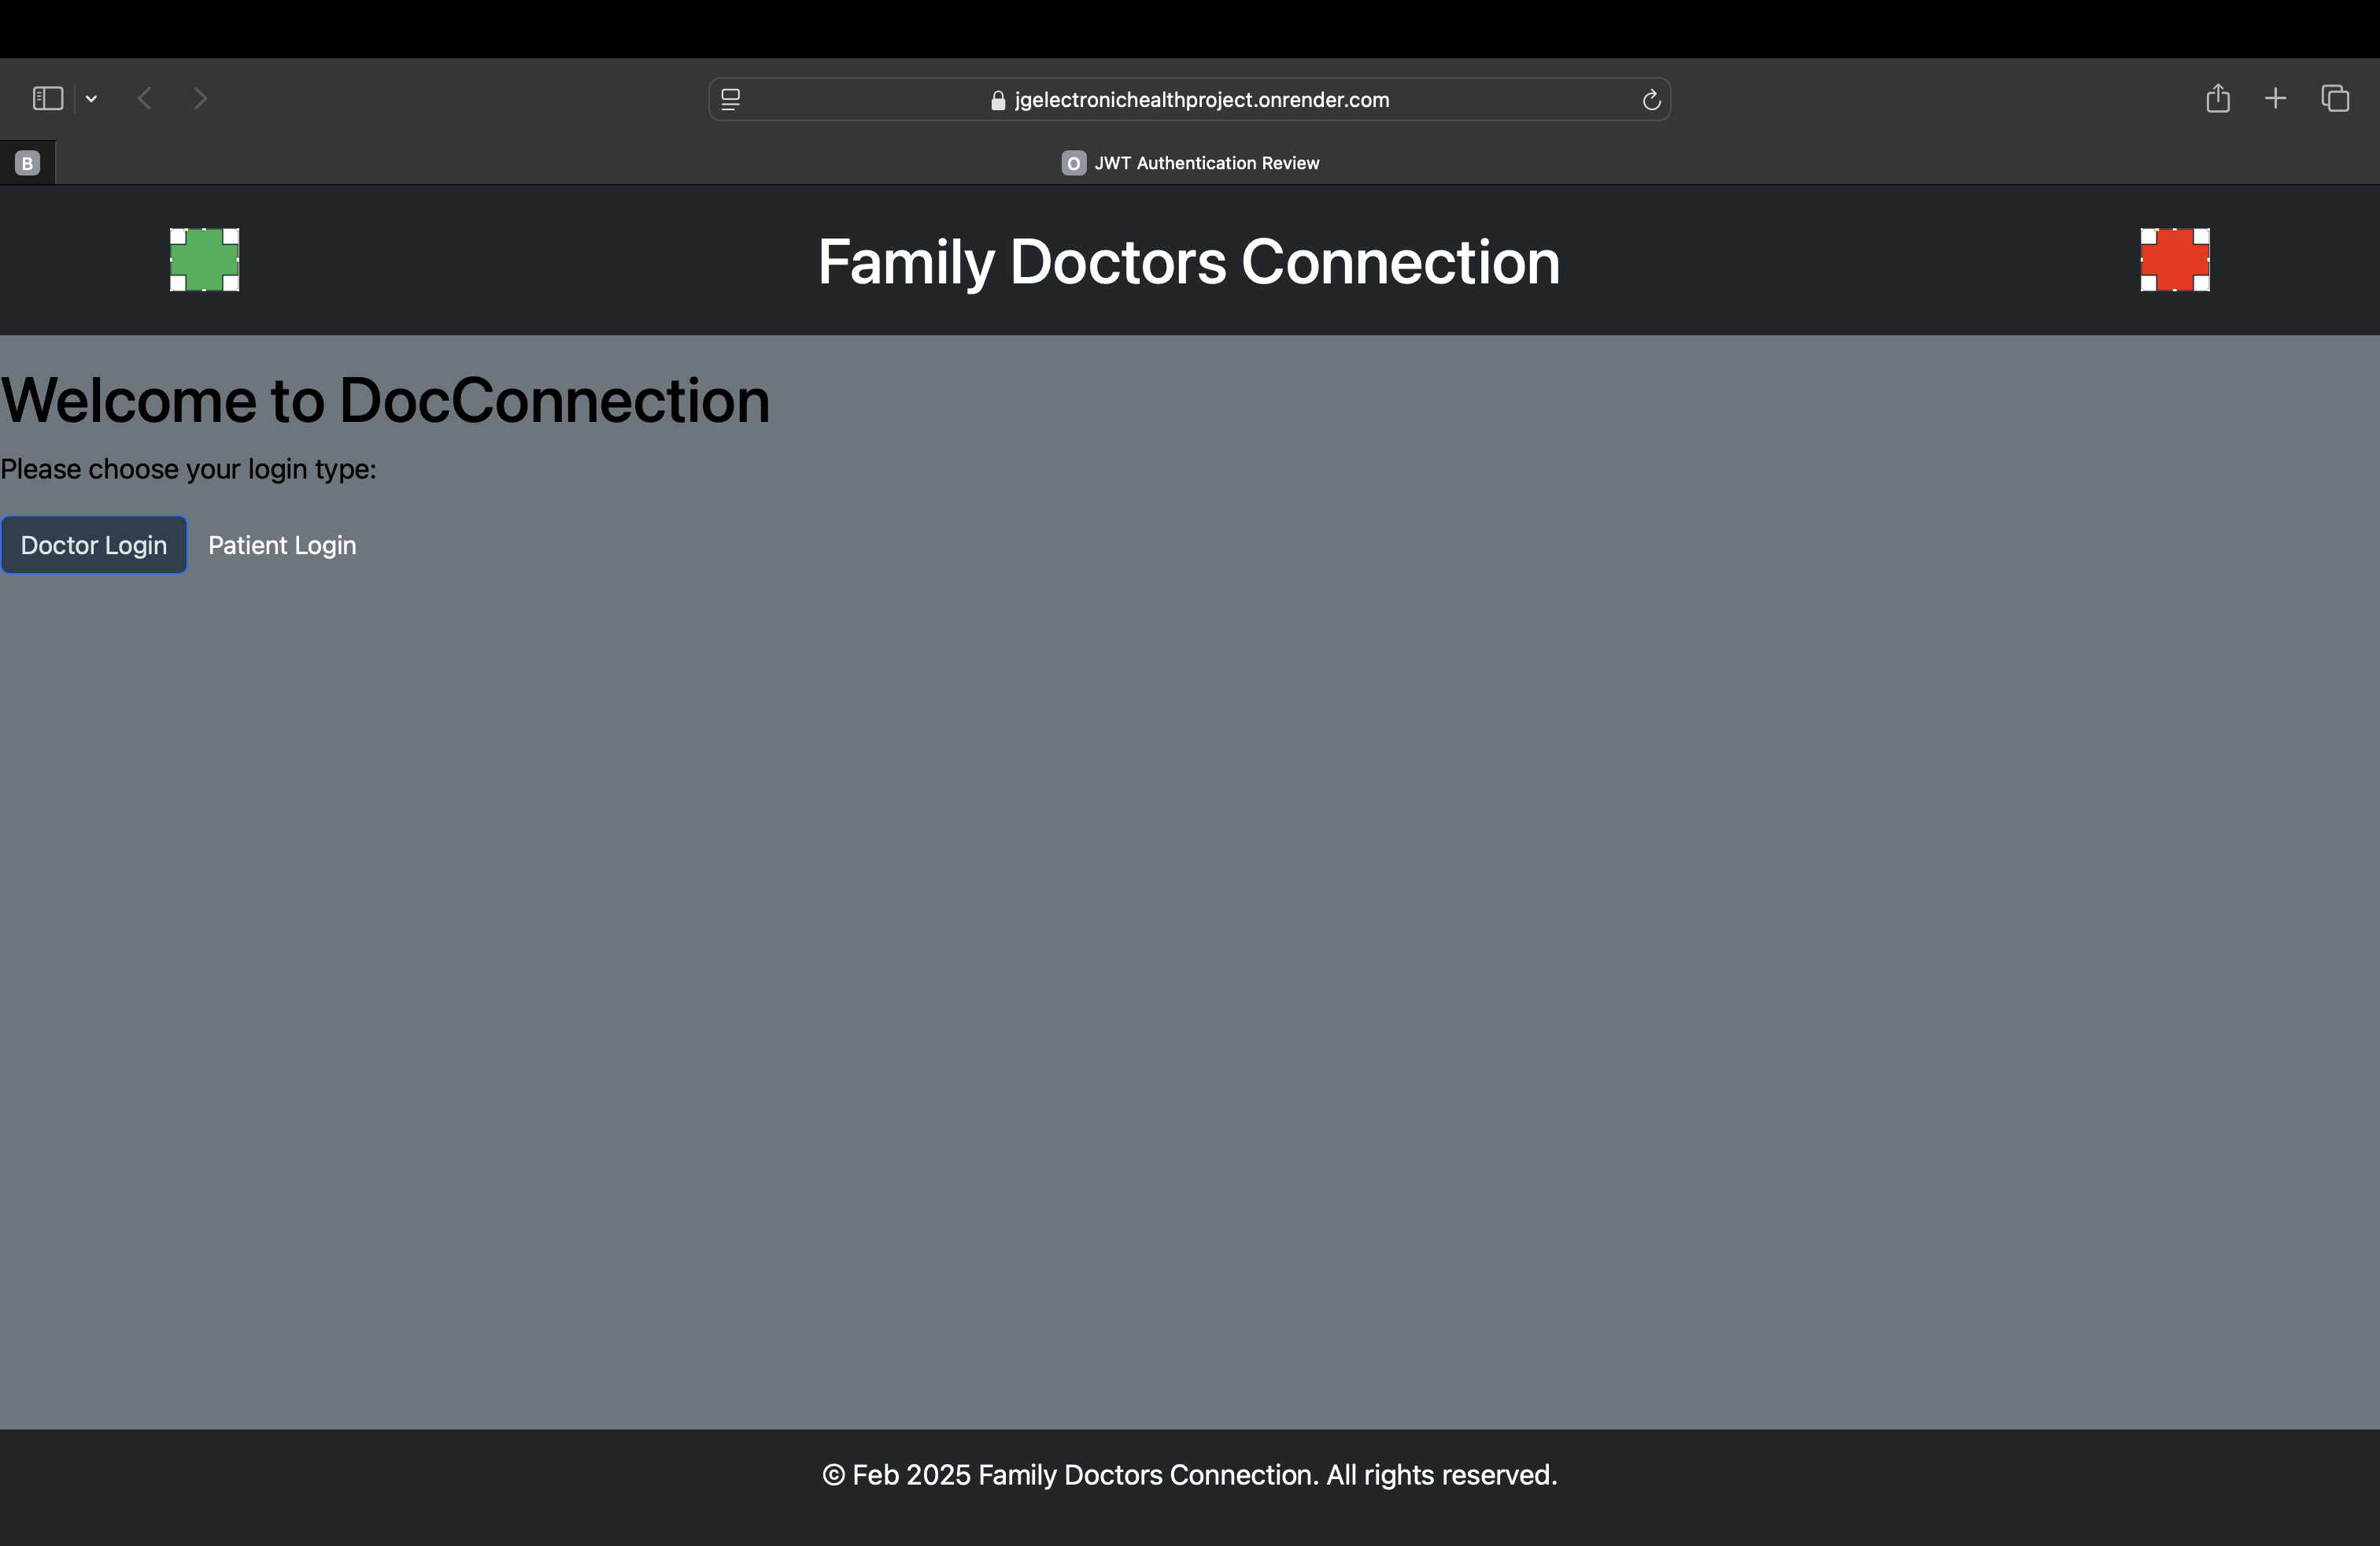 jgelectronichealthproject.onrender.com
B
O JWT Authentication Review
Family Doctors Connection
Welcome to DocConnection
Please choose your login type:
Doctor Login Patient Login
© Feb 2025 Family Doctors Connection. All rights reserved.